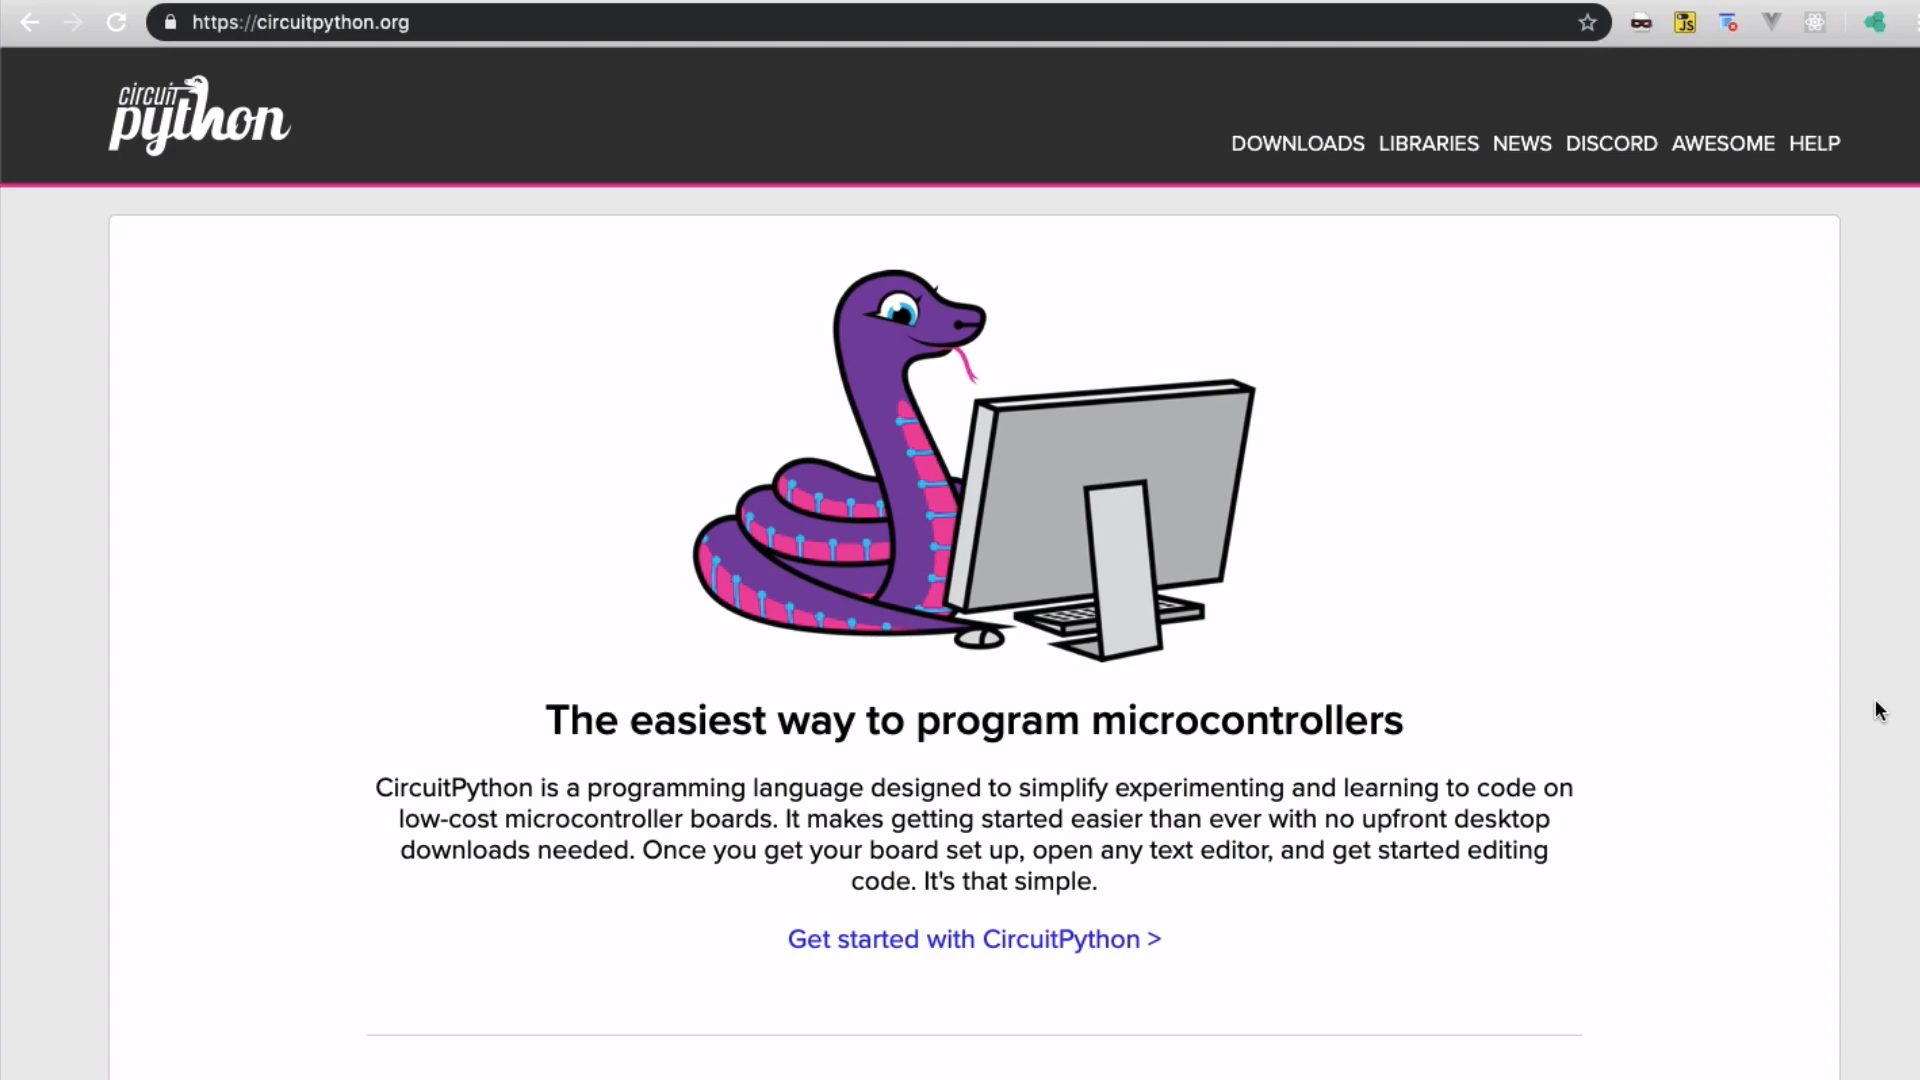 https://circuitpython.org
JS
circuit
python
DOWNLOADS LIBRARIES NEWS DISCORD AWESOME HELP
The easiest way to program microcontrollers
CircuitPython is a programming language designed to simplify experimenting and learning to code on
low-cost microcontroller boards. It makes getting started easier than ever with no upfront desktop
downloads needed. Once you get your board set up, open any text editor, and get started editing
code. It's that simple.
Get started with CircuitPython >